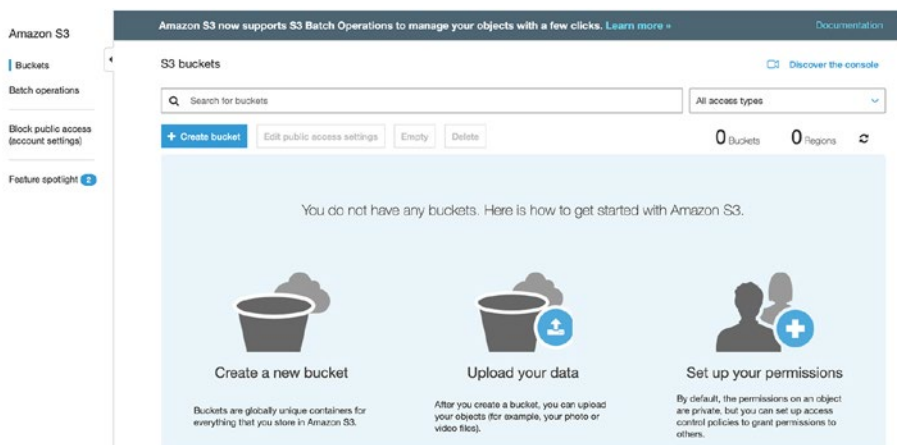 Amazon S3
Buckets
Batch operations
Block public access
(account settings)
Feature spotlight 2
Amazon S3 now supports S3 Batch Operations to manage your objects with a few clicks. Learn more »
Documentation
S3 buckets
Discover the console
Search for buckets
All access types
+ Create bucket
Edit public access settings
Empty
Delete
0 Buckets
0 Regions
You do not have any buckets. Here is how to get started with Amazon S3.
Create a new bucket
Buckets are globally unique containers for
everything that you store in Amazon S3.
Upload your data
After you create a bucket, you can upload
your objects (for example, your photo or
video files).
Set up your permissions
By default, the permissions on an object
are private, but you can set up access
control policies to grant permissions to
others.